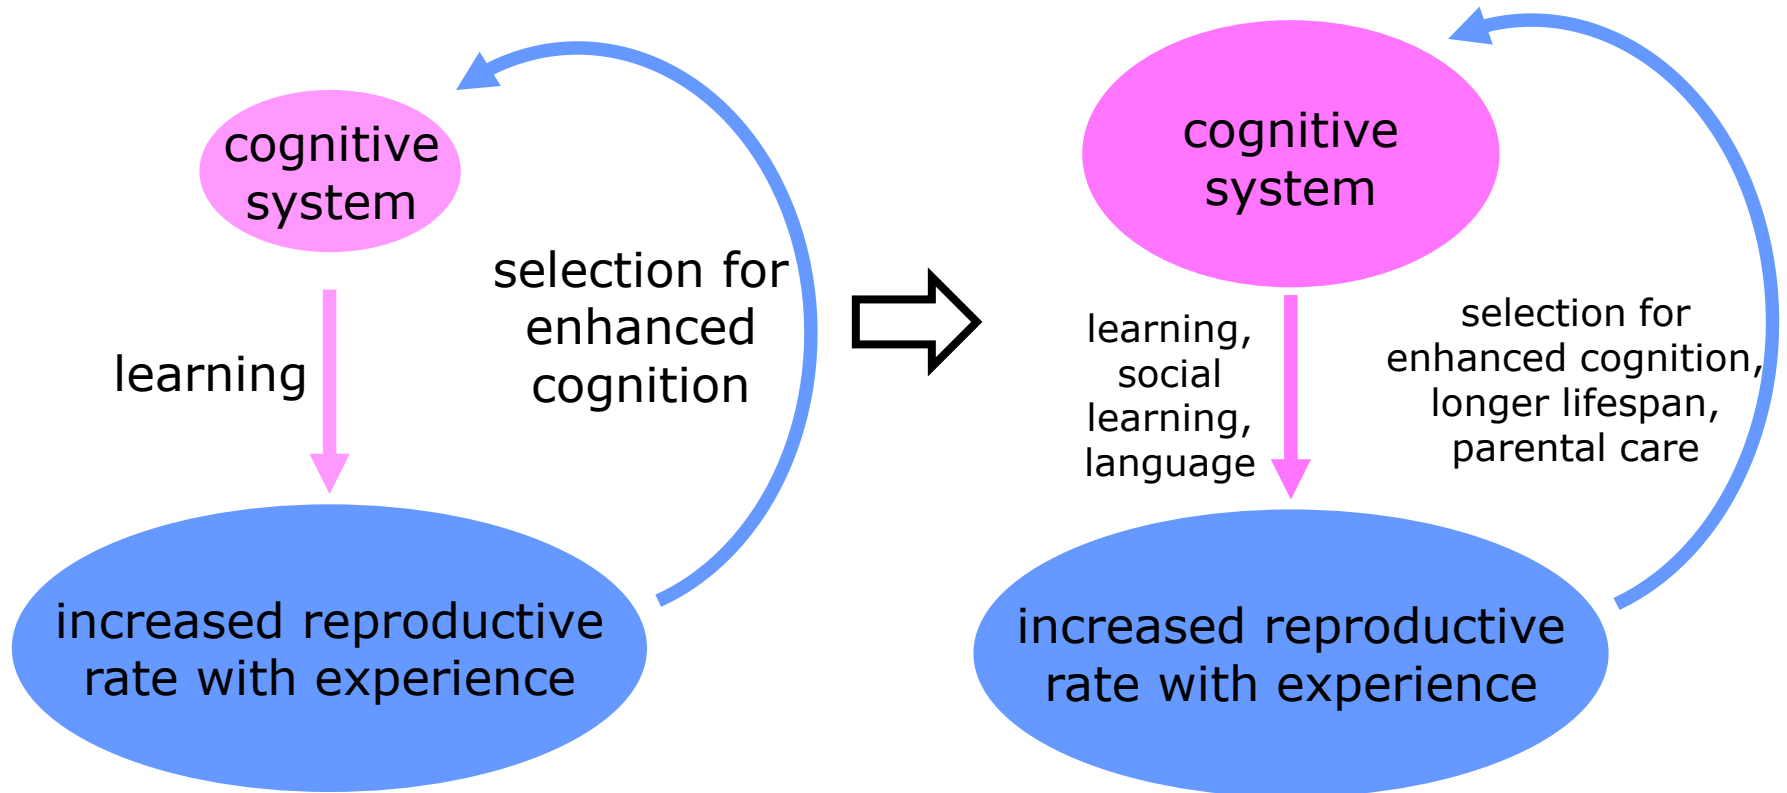 cognitive
system
learning
selection for
enhanced
cognition
increased reproductive
rate with experience
cognitive
system
learning,
social
learning,
language
selection for
enhanced cognition,
longer lifespan,
parental care
increased reproductive
rate with experience